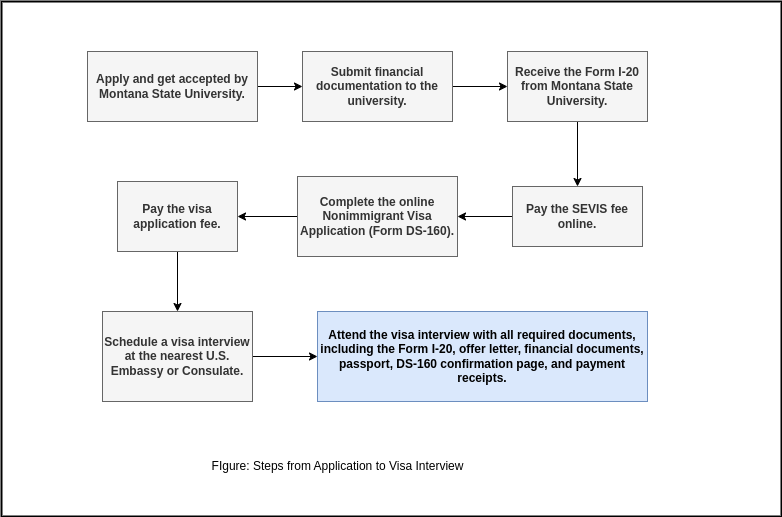 Apply and get accepted by
Montana State University.
Submit financial
documentation to the
university.
Receive the Form I-20
from Montana State
University.
Pay the SEVIS fee
online.
Complete the online
Nonimmigrant Visa
Application (Form DS-160).
Pay the visa
application fee.
Schedule a visa interview
at the nearest U.S.
Embassy or Consulate.
Attend the visa interview with all required documents,
including the Form I-20, offer letter, financial documents,
passport, DS-160 confirmation page, and payment
receipts.
FIgure: Steps from Application to Visa Interview